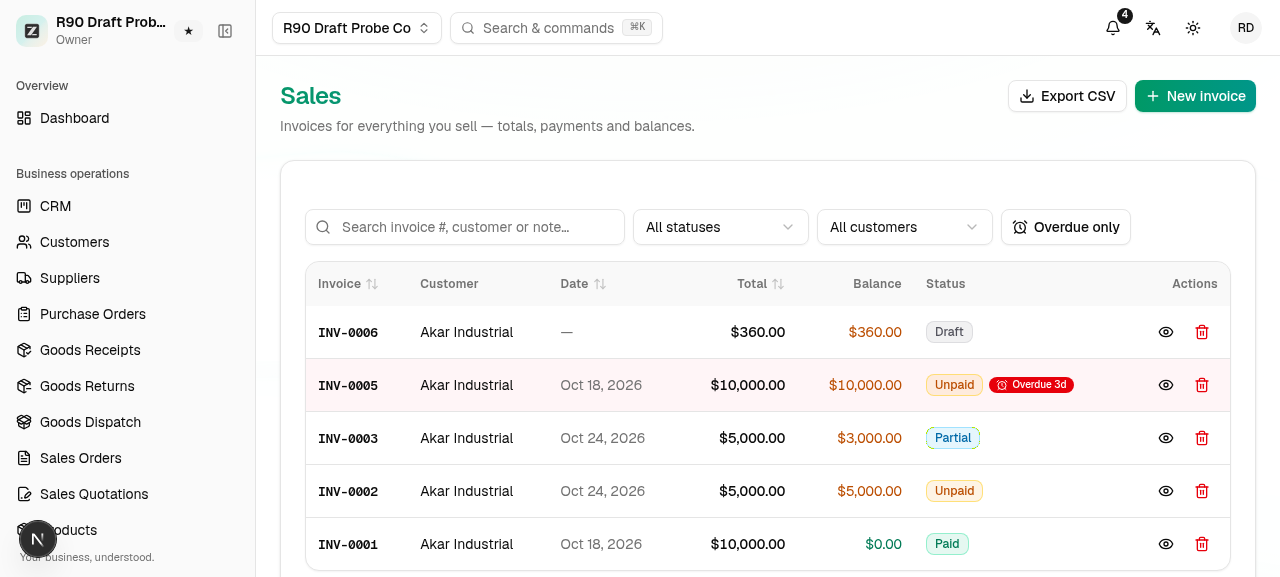 R90 Draft Prob…
Owner
Overview
Dashboard
Business operations
CRM
Customers
Suppliers
Purchase Orders
Goods Receipts
Goods Returns
Goods Dispatch
Sales Orders
Sales Quotations
oducts
N
Your business, understood.
R90 Draft Probe Co
Search & commands ⌘K
4
RD
Sales
Invoices for everything you sell — totals, payments and balances.
Export CSV
New invoice
Search invoice #, customer or note…
All statuses
All customers
Overdue only
Invoice Customer Date Total Balance Status Actions
INV-0006 Akar Industrial — $360.00 $360.00 Draft
INV-0005 Akar Industrial Oct 18, 2026 $10,000.00 $10,000.00 Unpaid Overdue 3d
INV-0003 Akar Industrial Oct 24, 2026 $5,000.00 $3,000.00 Partial
INV-0002 Akar Industrial Oct 24, 2026 $5,000.00 $5,000.00 Unpaid
INV-0001 Akar Industrial Oct 18, 2026 $10,000.00 $0.00 Paid